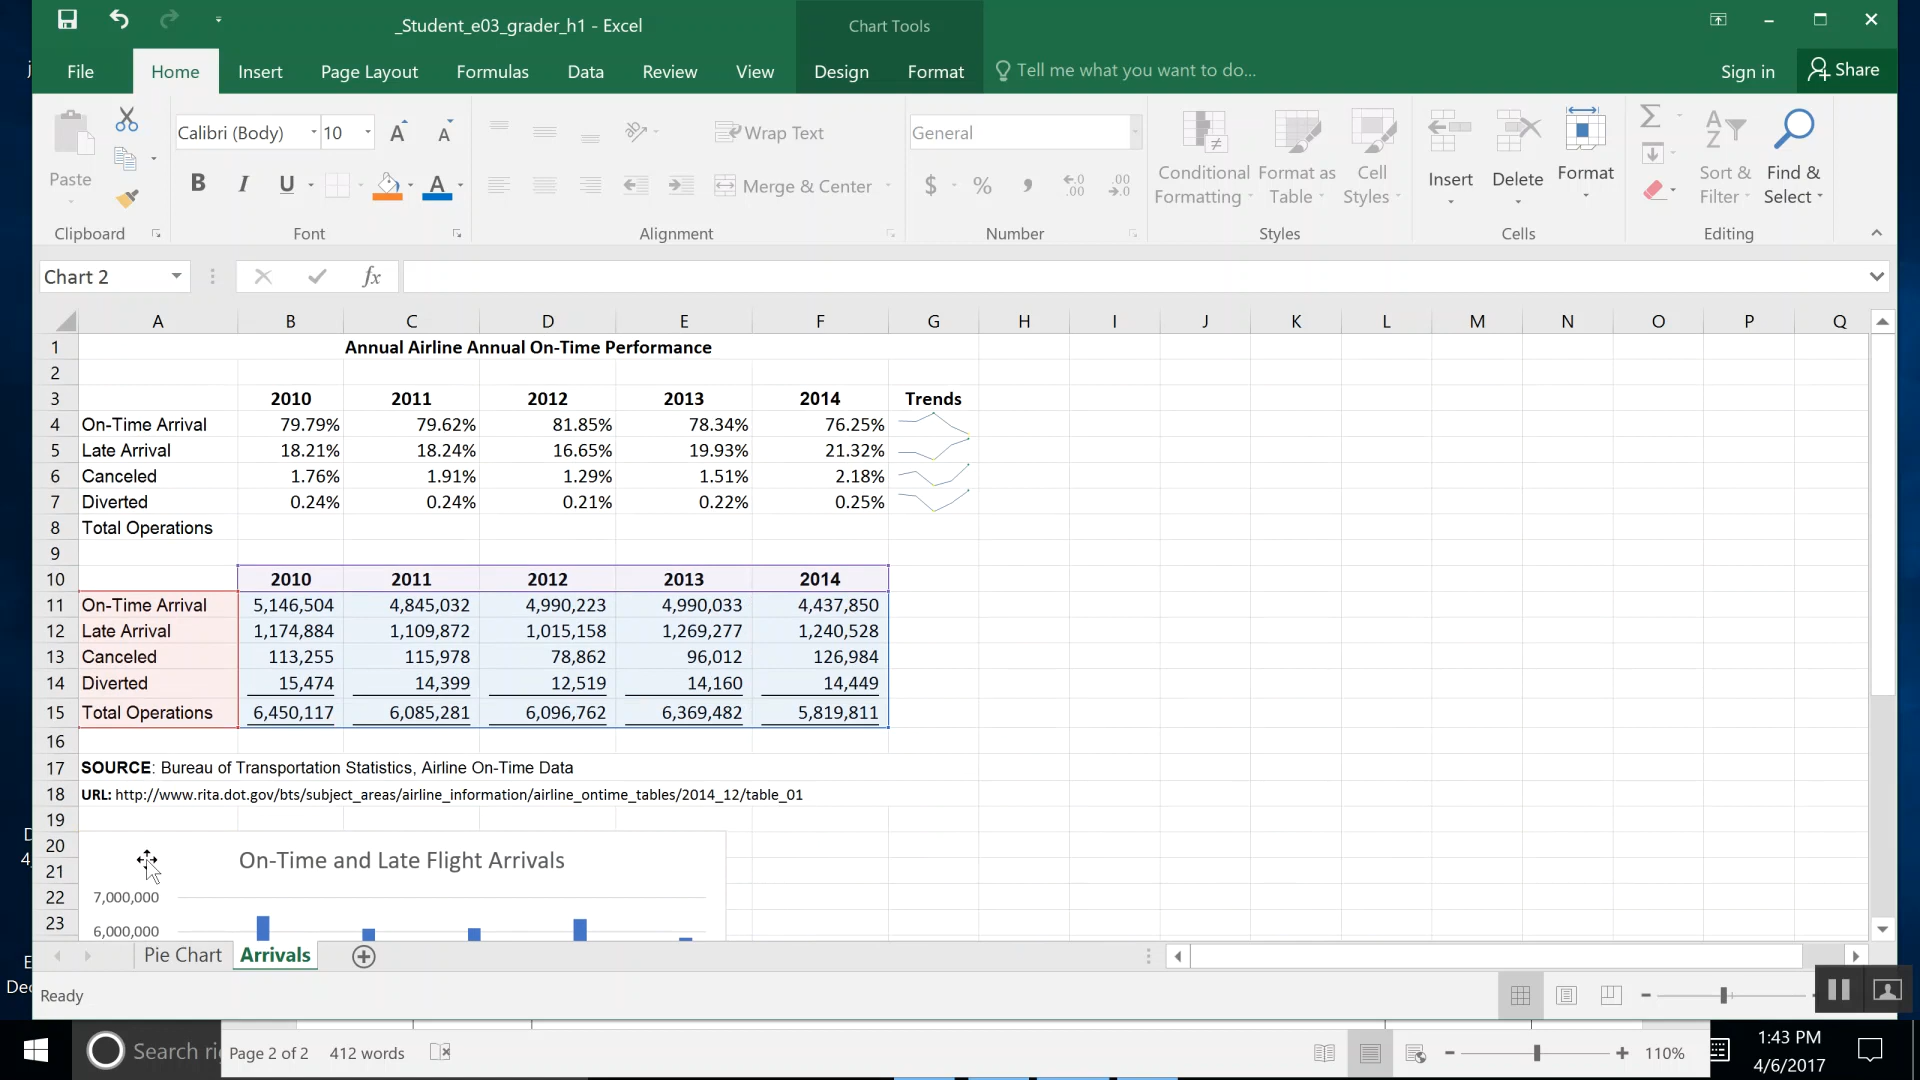 _Student_e03_grader_h1 - Excel
Chart Tools
File Home Insert Page Layout Formulas Data Review View Design Format Tell me what you want to do... Sign in Share
Paste
Calibri (Body) 10
Wrap Text
Merge & Center
General
Conditional Formatting
Format as Table
Cell Styles
Insert
Delete
Format
Sort & Filter
Find & Select
Clipboard Font Alignment Number Styles Cells Editing
Chart 2 fx
A B C D E F G H I J K L M N O P Q
1 Annual Airline Annual On-Time Performance
2
3 2010 2011 2012 2013 2014 Trends
4 On-Time Arrival 79.79% 79.62% 81.85% 78.34% 76.25%
5 Late Arrival 18.21% 18.24% 16.65% 19.93% 21.32%
6 Canceled 1.76% 1.91% 1.29% 1.51% 2.18%
7 Diverted 0.24% 0.24% 0.21% 0.22% 0.25%
8 Total Operations
9
10 2010 2011 2012 2013 2014
11 On-Time Arrival 5,146,504 4,845,032 4,990,223 4,990,033 4,437,850
12 Late Arrival 1,174,884 1,109,872 1,015,158 1,269,277 1,240,528
13 Canceled 113,255 115,978 78,862 96,012 126,984
14 Diverted 15,474 14,399 12,519 14,160 14,449
15 Total Operations 6,450,117 6,085,281 6,096,762 6,369,482 5,819,811
16
17 SOURCE: Bureau of Transportation Statistics, Airline On-Time Data
18 URL: http://www.rita.dot.gov/bts/subject_areas/airline_information/airline_ontime_tables/2014_12/table_01
19
20
21 On-Time and Late Flight Arrivals
22 7,000,000
23 6,000,000
Pie Chart Arrivals
Ready
Search Page 2 of 2 412 words 110%
1:43 PM
4/6/2017